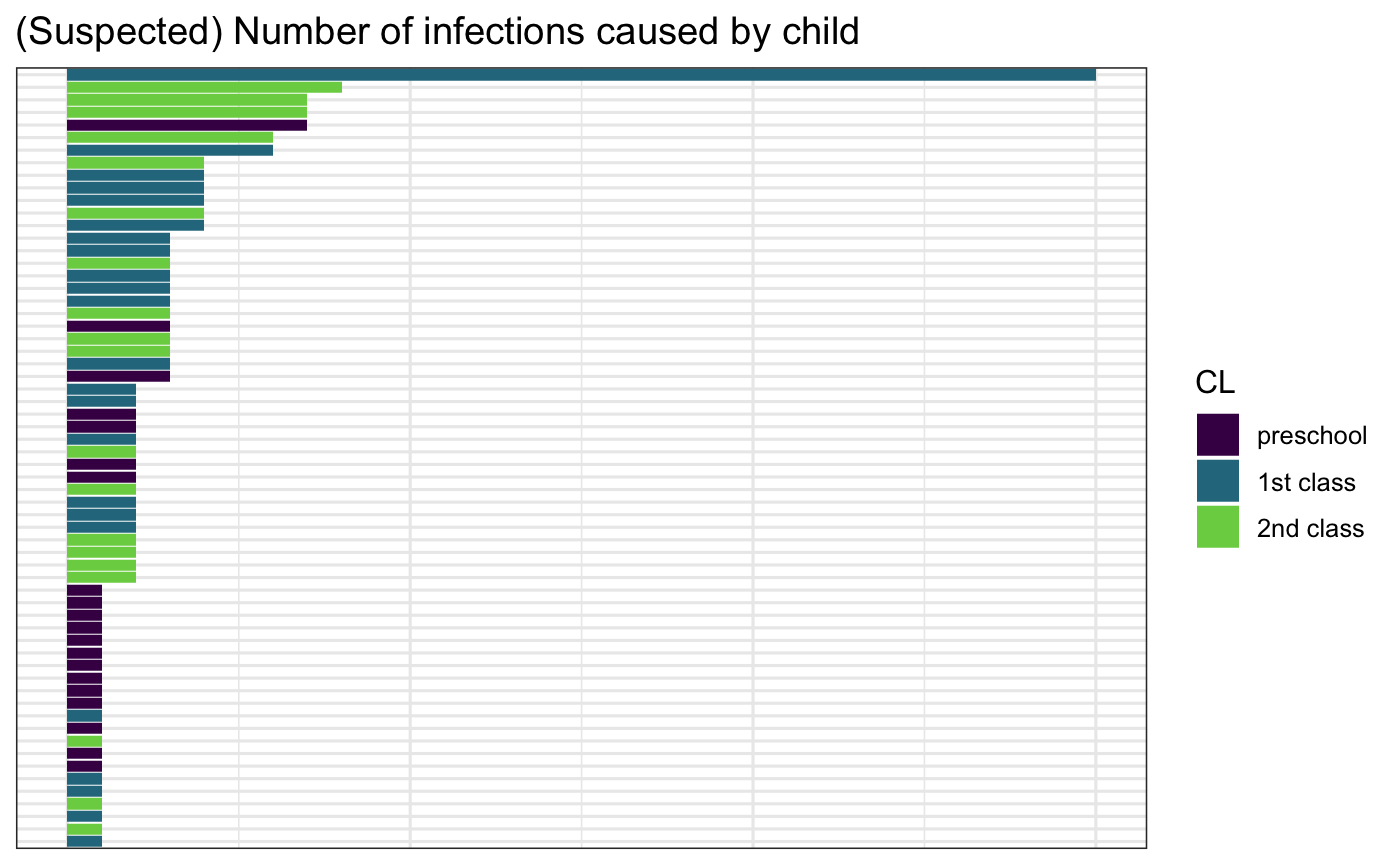 (Suspected) Number of infections caused by child
CL
preschool
1st class
2nd class